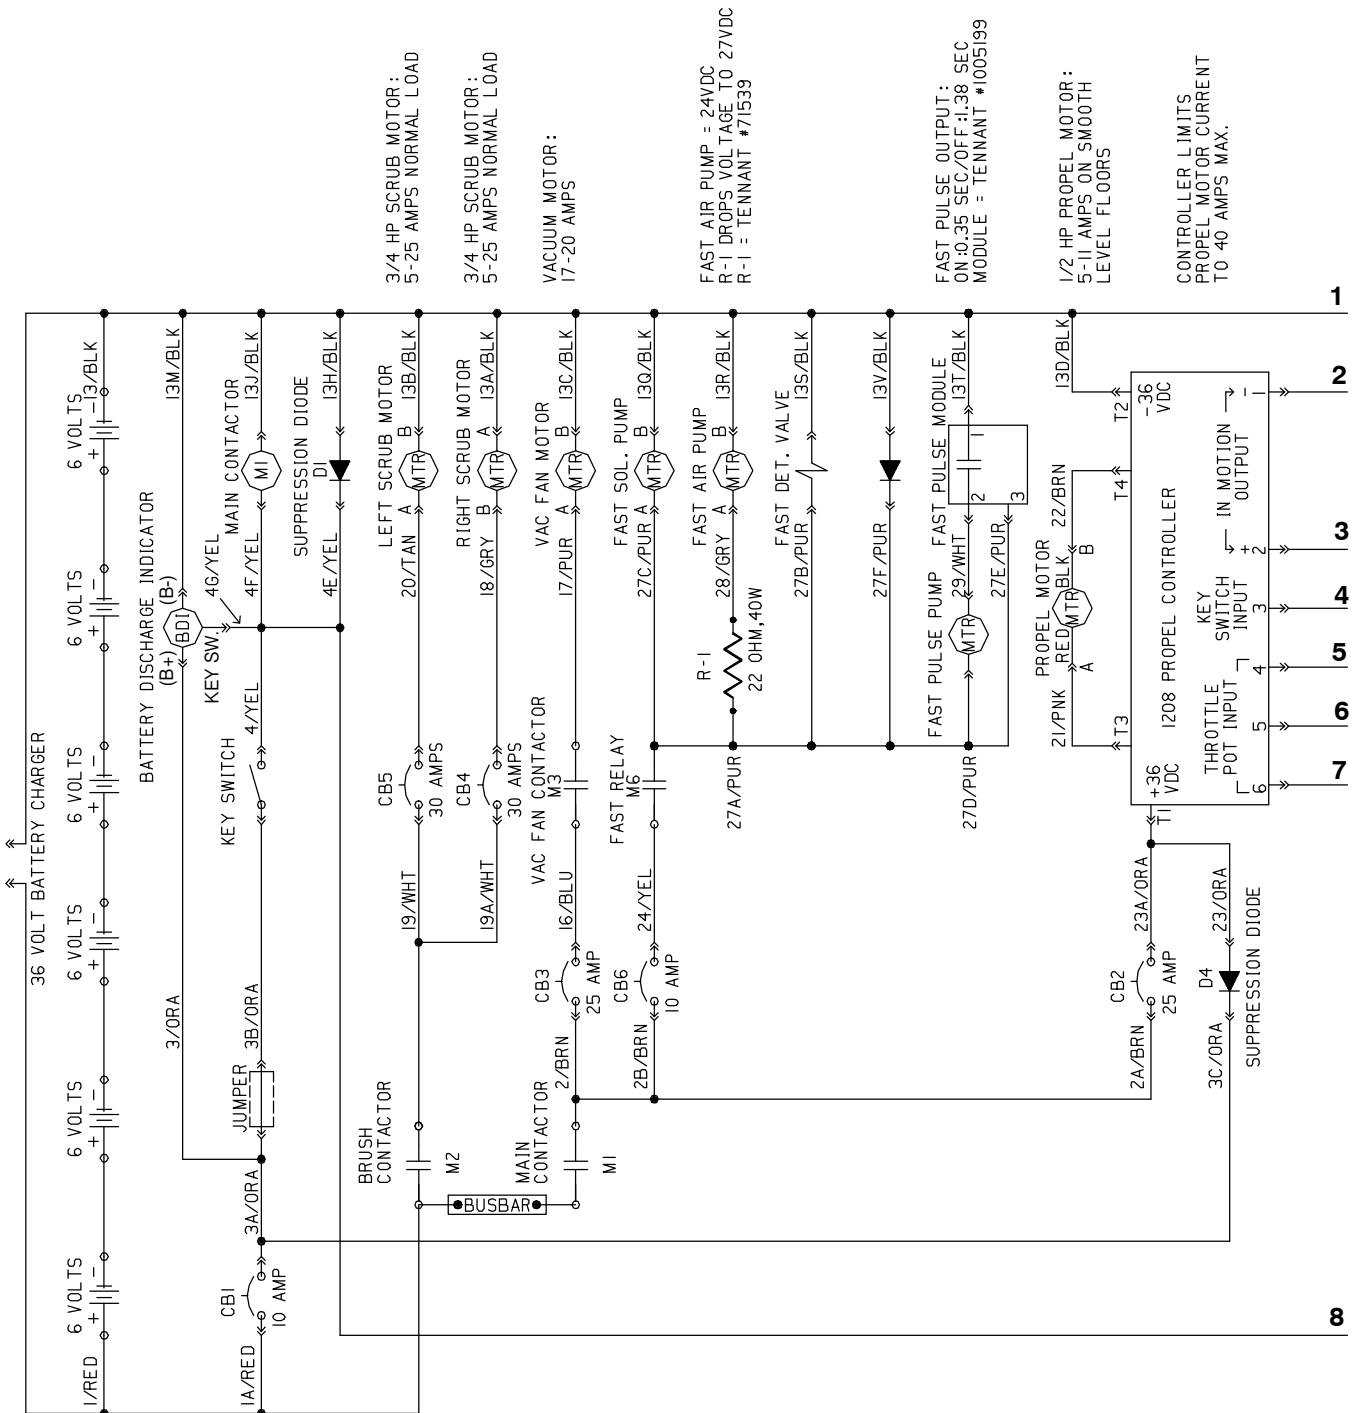 3/4 HP SCRUB MOTOR:
5-25 AMPS NORMAL LOAD
3/4 HP SCRUB MOTOR:
5-25 AMPS NORMAL LOAD
VACUUM MOTOR:
17-20 AMPS
FAST AIR PUMP = 24VDC
R-1 DROPS VOLTAGE TO 27VDC
R-1 = TENNANT #71539
FAST PULSE OUTPUT:
ON:0.35 SEC/OFF:1.38 SEC
MODULE = TENNANT #1005199
1/2 HP PROPEL MOTOR:
5-11 AMPS ON SMOOTH
LEVEL FLOORS
CONTROLLER LIMITS
PROPEL MOTOR CURRENT
TO 40 AMPS MAX.
36 VOLT BATTERY CHARGER
1/RED
6 VOLTS
+ -
6 VOLTS
+ -
6 VOLTS
+ -
6 VOLTS
+ -
6 VOLTS
+ -
6 VOLTS
+ -
13/BLK
BATTERY DISCHARGE INDICATOR
3/ORA
(B+)
BDI
(B-)
13M/BLK
KEY SW.
4G/YEL
1A/RED
CB1
10 AMP
3A/ORA
JUMPER
3B/ORA
KEY SWITCH
4/YEL
4F/YEL
MAIN CONTACTOR
M1
13J/BLK
4E/YEL
SUPPRESSION DIODE
D1
13H/BLK
BRUSH
CONTACTOR
M2
19/WHT
CB5
30 AMPS
20/TAN
LEFT SCRUB MOTOR
A
MTR
B
13B/BLK
19A/WHT
CB4
30 AMPS
18/GRY
RIGHT SCRUB MOTOR
B
MTR
A
13A/BLK
BUSBAR
MAIN
CONTACTOR
M1
2/BRN
CB3
25 AMP
16/BLU
VAC FAN CONTACTOR
M3
17/PUR
VAC FAN MOTOR
A
MTR
B
13C/BLK
2B/BRN
CB6
10 AMP
24/YEL
FAST RELAY
M6
27C/PUR
FAST SOL. PUMP
A
MTR
B
13Q/BLK
27A/PUR
R-1
22 OHM,40W
28/GRY
FAST AIR PUMP
A
MTR
B
13R/BLK
27B/PUR
FAST DET. VALVE
13S/BLK
27F/PUR
13V/BLK
27D/PUR
FAST PULSE PUMP
MTR
29/WHT
27E/PUR
FAST PULSE MODULE
2
1
3
13T/BLK
PROPEL MOTOR
21/PNK
A
RED
MTR
BLK
B
22/BRN
13D/BLK
2A/BRN
CB2
25 AMP
23A/ORA
3C/ORA
D4
23/ORA
SUPPRESSION DIODE
T1
T3
T4
T2
+36
VDC
-36
VDC
1208 PROPEL CONTROLLER
THROTTLE
POT INPUT
KEY
SWITCH
INPUT
IN MOTION
OUTPUT
+
-
6
5
4
3
2
1
1
2
3
4
5
6
7
8